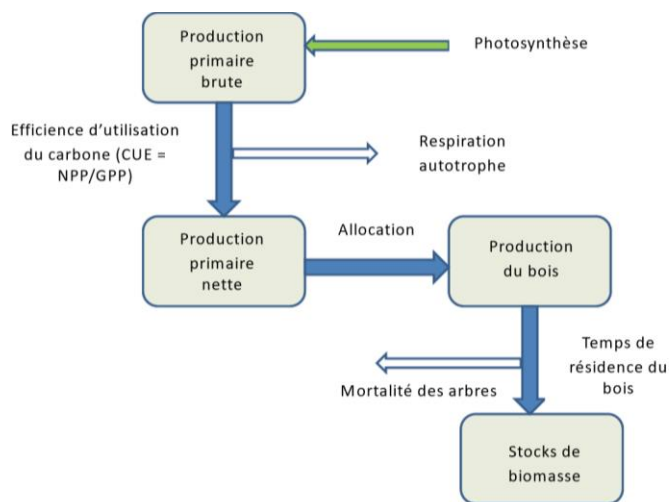 Production
primaire
brute
Photosynthèse
Efficience d'utilisation
du carbone (CUE =
NPP/GPP)
Respiration
autotrophe
Production
primaire
nette
Allocation
Production
du bois
Temps de
résidence du
bois
Mortalité des arbres
Stocks de
biomasse